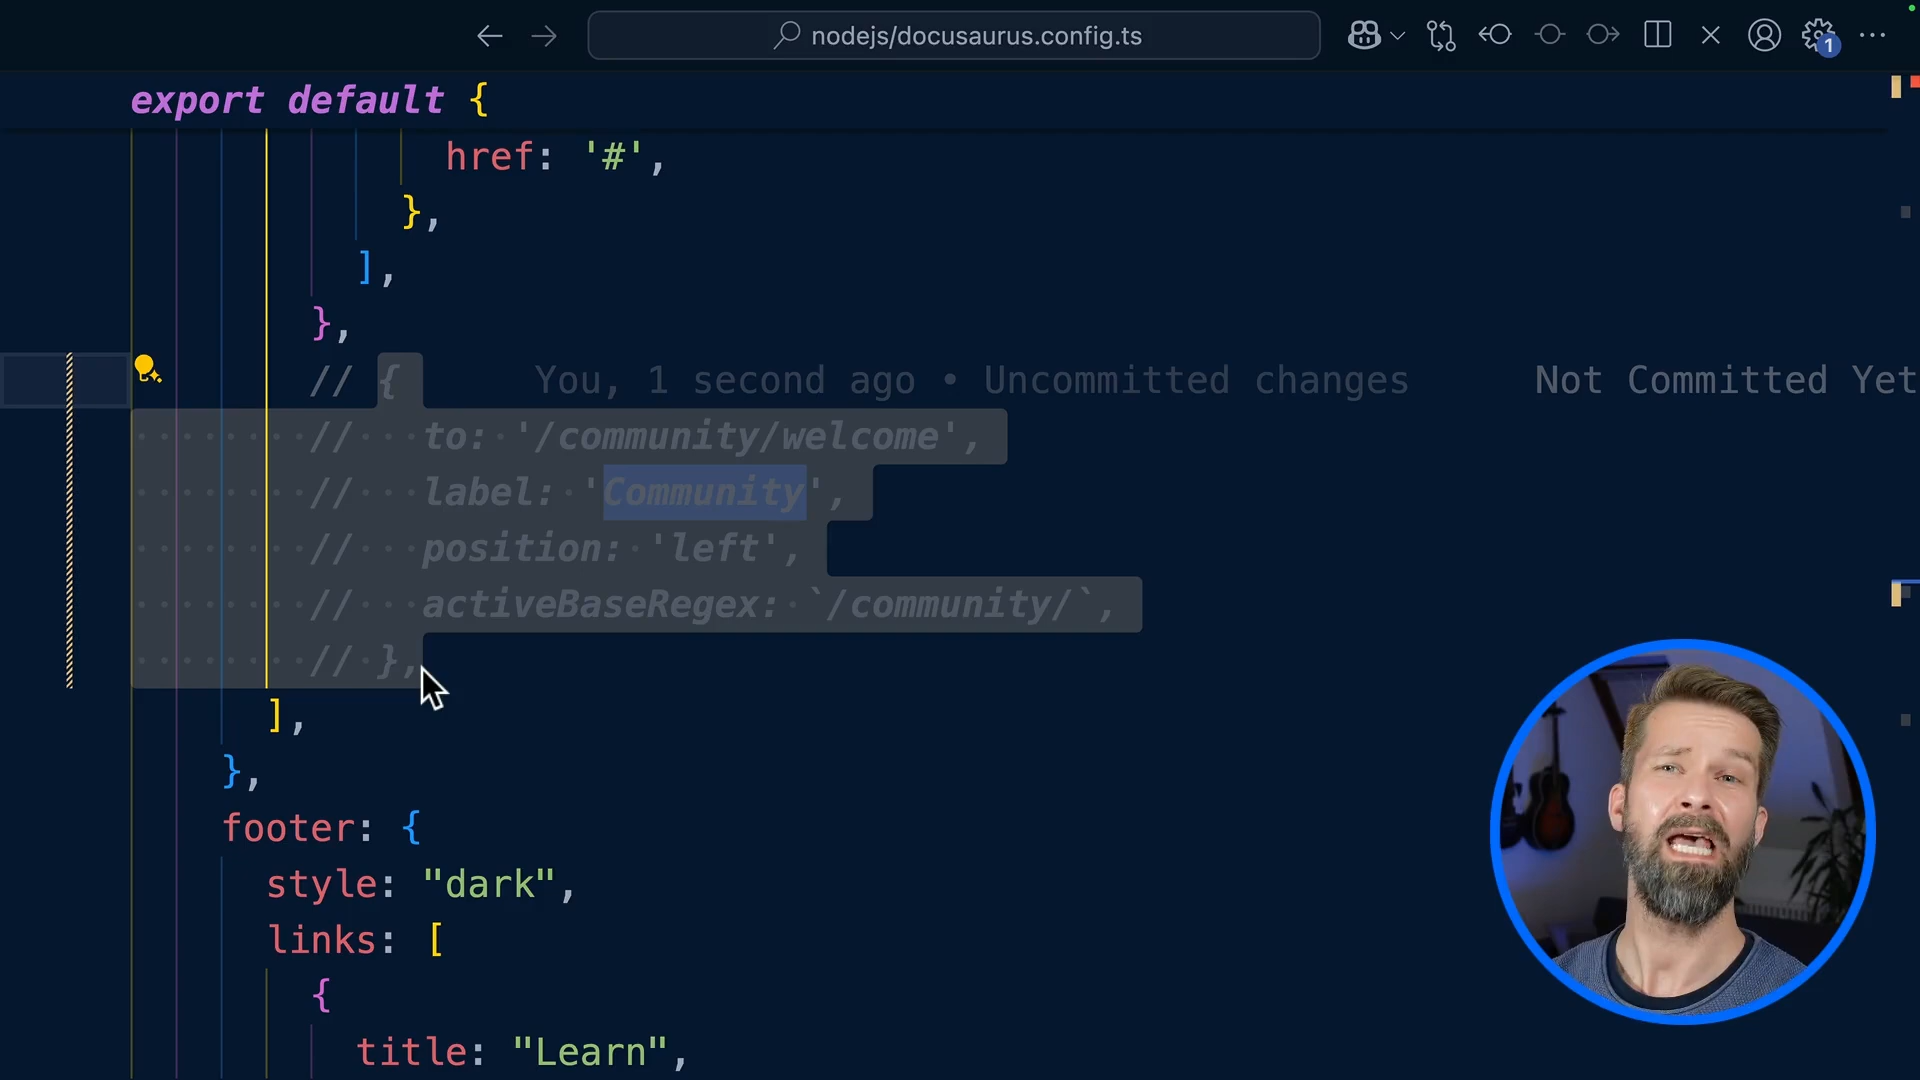 nodejs/docusaurus.config.ts
1
export default {
href: '#',
},
],
},
// { You, 1 second ago • Uncommitted changes Not Committed Yet
// to: '/community/welcome',
// label: 'Community',
// position: 'left',
// activeBaseRegex: `/community/`,
// },
],
},
footer: {
style: "dark",
links: [
{
title: "Learn",